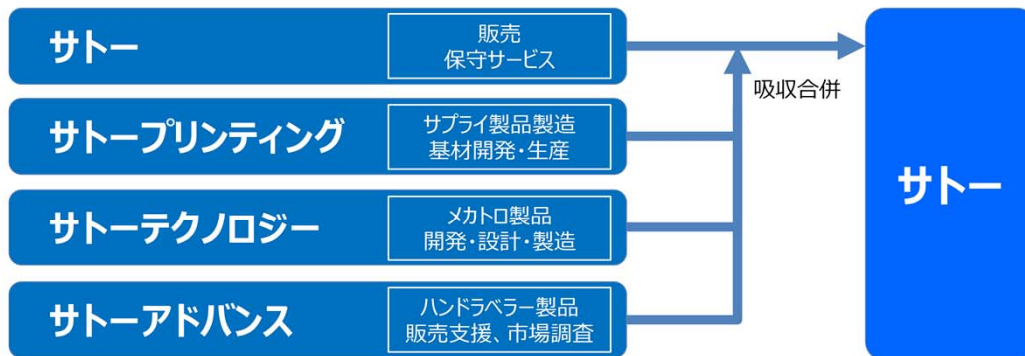 サトー
販売
保守サービス
サトープリンティング
サプライ製品製造
基材開発・生産
サトーテクノロジー
メカトロ製品
開発・設計・製造
サトーアドバンス
ハンドラベラー製品
販売支援、市場調査
吸収合併
サトー